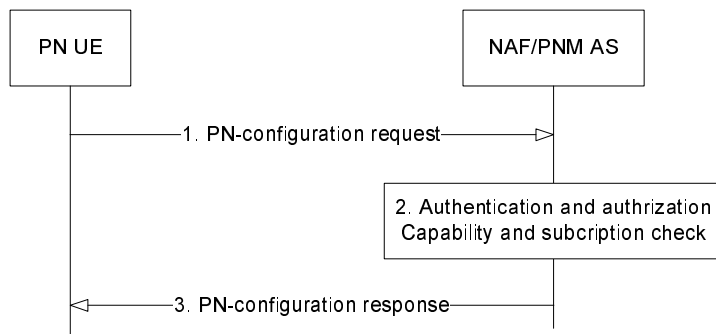 PN UE
NAF/PNM AS
1. PN-configuration request
2. Authentication and authrization
Capability and subcription check
3. PN-configuration response